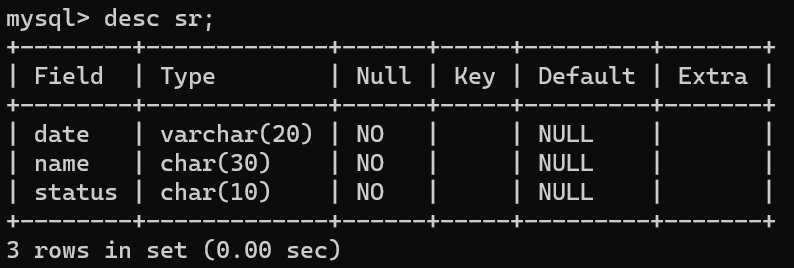 mysql> desc sr;
+--------+-------------+------+-----+---------+-------+
| Field  | Type        | Null | Key | Default | Extra |
+--------+-------------+------+-----+---------+-------+
| date   | varchar(20) | NO   |     | NULL    |       |
| name   | char(30)    | NO   |     | NULL    |       |
| status | char(10)    | NO   |     | NULL    |       |
+--------+-------------+------+-----+---------+-------+
3 rows in set (0.00 sec)